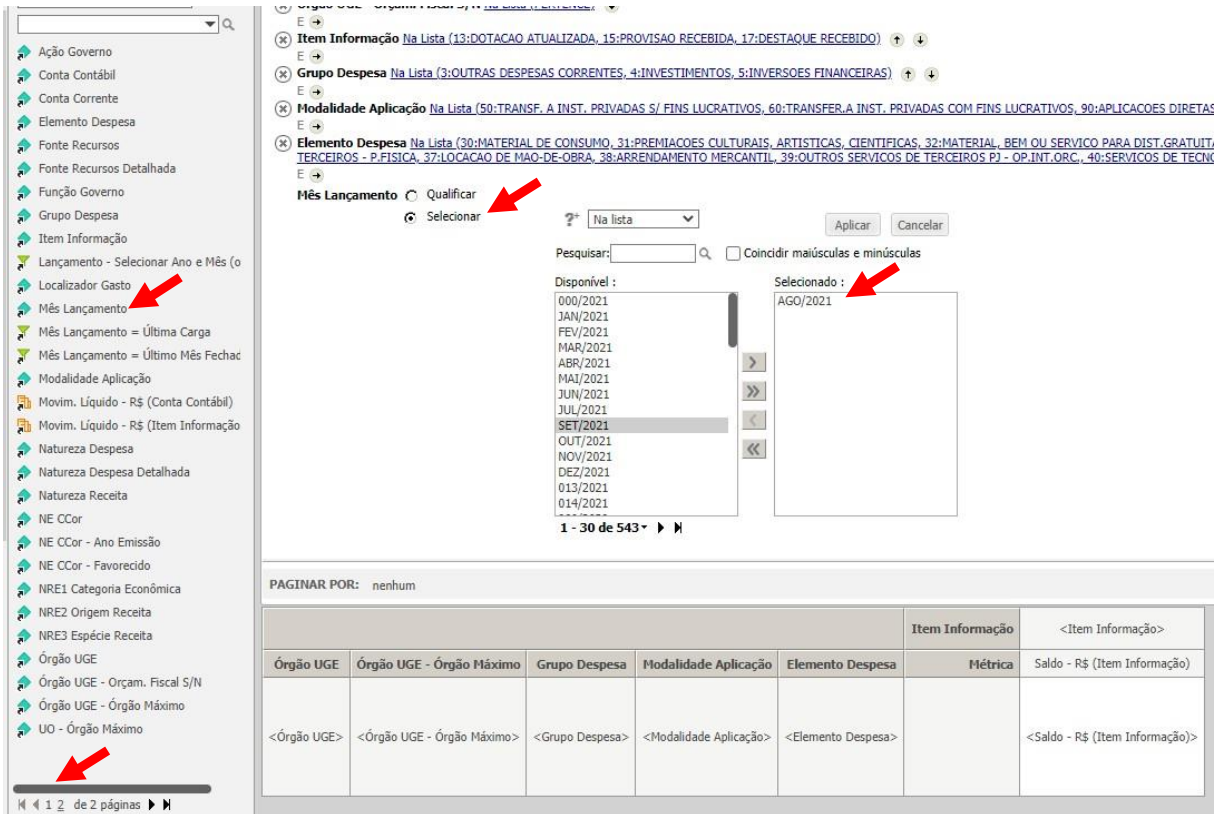 Ação Governo
Conta Contábil
Conta Corrente
Elemento Despesa
Fonte Recursos
Fonte Recursos Detalhada
Função Governo
Grupo Despesa
Item Informação
Lançamento - Selecionar Ano e Mês (o
Localizador Gasto
Mês Lançamento
Mês Lançamento = Última Carga
Mês Lançamento = Último Mês Fechad
Modalidade Aplicação
Movim. Líquido - R$ (Conta Contábil)
Movim. Líquido - R$ (Item Informação
Natureza Despesa
Natureza Despesa Detalhada
Natureza Receita
NE CCor
NE CCor - Ano Emissão
NE CCor - Favorecido
NRE1 Categoria Econômica
NRE2 Origem Receita
NRE3 Espécie Receita
Órgão UGE
Órgão UGE - Orçam. Fiscal S/N
Órgão UGE - Órgão Máximo
UO - Órgão Máximo
1 2 de 2 páginas
Órgão UGE - Orçam. Fiscal S/N Na Lista (PERTENCE)
E
Item Informação Na Lista (13:DOTACAO ATUALIZADA, 15:PROVISAO RECEBIDA, 17:DESTAQUE RECEBIDO)
E
Grupo Despesa Na Lista (3:OUTRAS DESPESAS CORRENTES, 4:INVESTIMENTOS, 5:INVERSOES FINANCEIRAS)
E
Modalidade Aplicação Na Lista (50:TRANSF. A INST. PRIVADAS S/ FINS LUCRATIVOS, 60:TRANSFER.A INST. PRIVADAS COM FINS LUCRATIVOS, 90:APLICACOES DIRETAS
E
Elemento Despesa Na Lista (30:MATERIAL DE CONSUMO, 31:PREMIACOES CULTURAIS, ARTISTICAS, CIENTIFICAS, 32:MATERIAL, BEM OU SERVICO PARA DIST.GRATUITA
TERCEIROS - P.FISICA, 37:LOCACAO DE MAO-DE-OBRA, 38:ARRENDAMENTO MERCANTIL, 39:OUTROS SERVICOS DE TERCEIROS PJ - OP.INT.ORC., 40:SERVICOS DE TECNO
E
Mês Lançamento Qualificar
Selecionar ?+ Na lista Aplicar Cancelar
Pesquisar: Coincidir maiúsculas e minúsculas
Disponível : Selecionado :
000/2021 AGO/2021
JAN/2021
FEV/2021
MAR/2021
ABR/2021
MAI/2021
JUN/2021
JUL/2021
SET/2021
OUT/2021
NOV/2021
DEZ/2021
013/2021
014/2021
1 - 30 de 543
PAGINAR POR: nenhum
Item Informação <Item Informação>
Órgão UGE Órgão UGE - Órgão Máximo Grupo Despesa Modalidade Aplicação Elemento Despesa Métrica Saldo - R$ (Item Informação)
<Órgão UGE> <Órgão UGE - Órgão Máximo> <Grupo Despesa> <Modalidade Aplicação> <Elemento Despesa> <Saldo - R$ (Item Informação)>